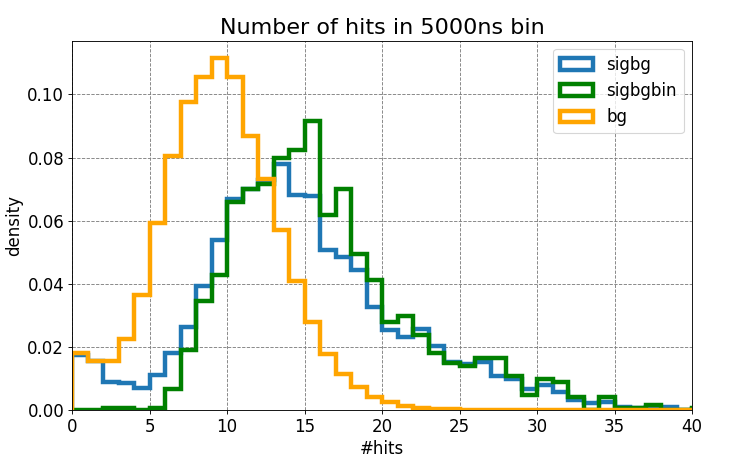 Number of hits in 5000ns bin
sigbg
sigbgbin
bg
density
0.10
0.08
0.06
0.04
0.02
0.00
0 5 10 15 20 25 30 35 40
#hits